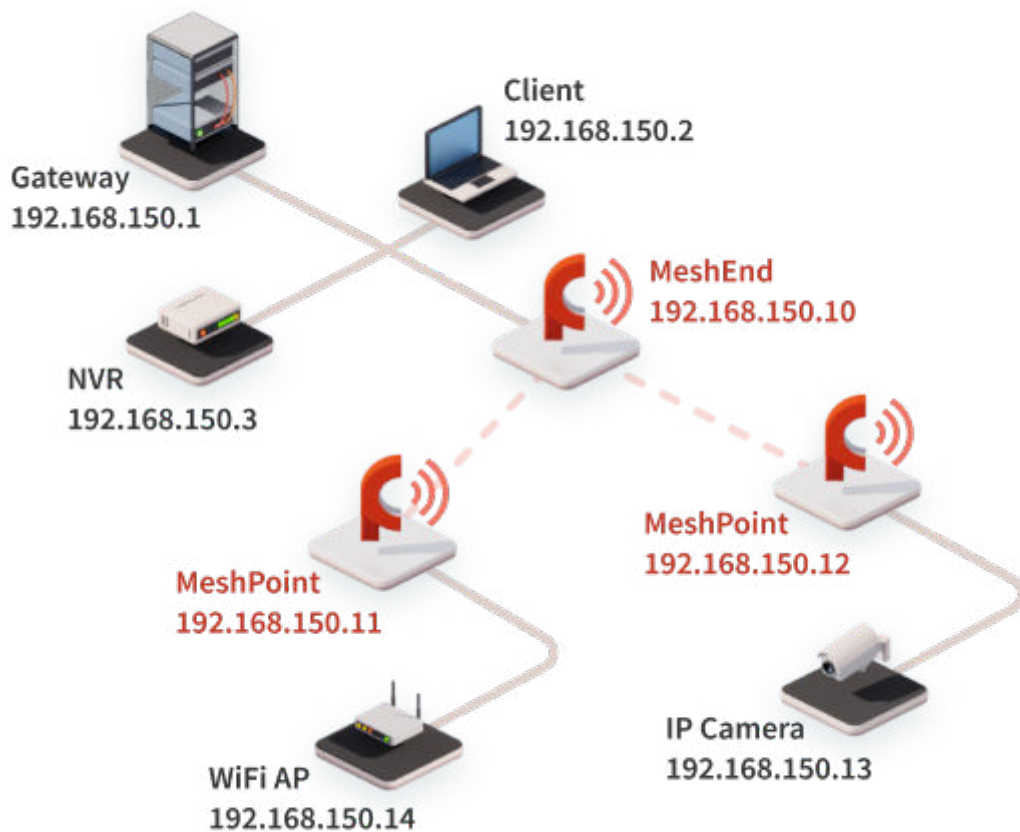 Client
192.168.150.2
Gateway
192.168.150.1
MeshEnd
192.168.150.10
NVR
192.168.150.3
MeshPoint
192.168.150.12
MeshPoint
192.168.150.11
IP Camera
192.168.150.13
WiFi AP
192.168.150.14